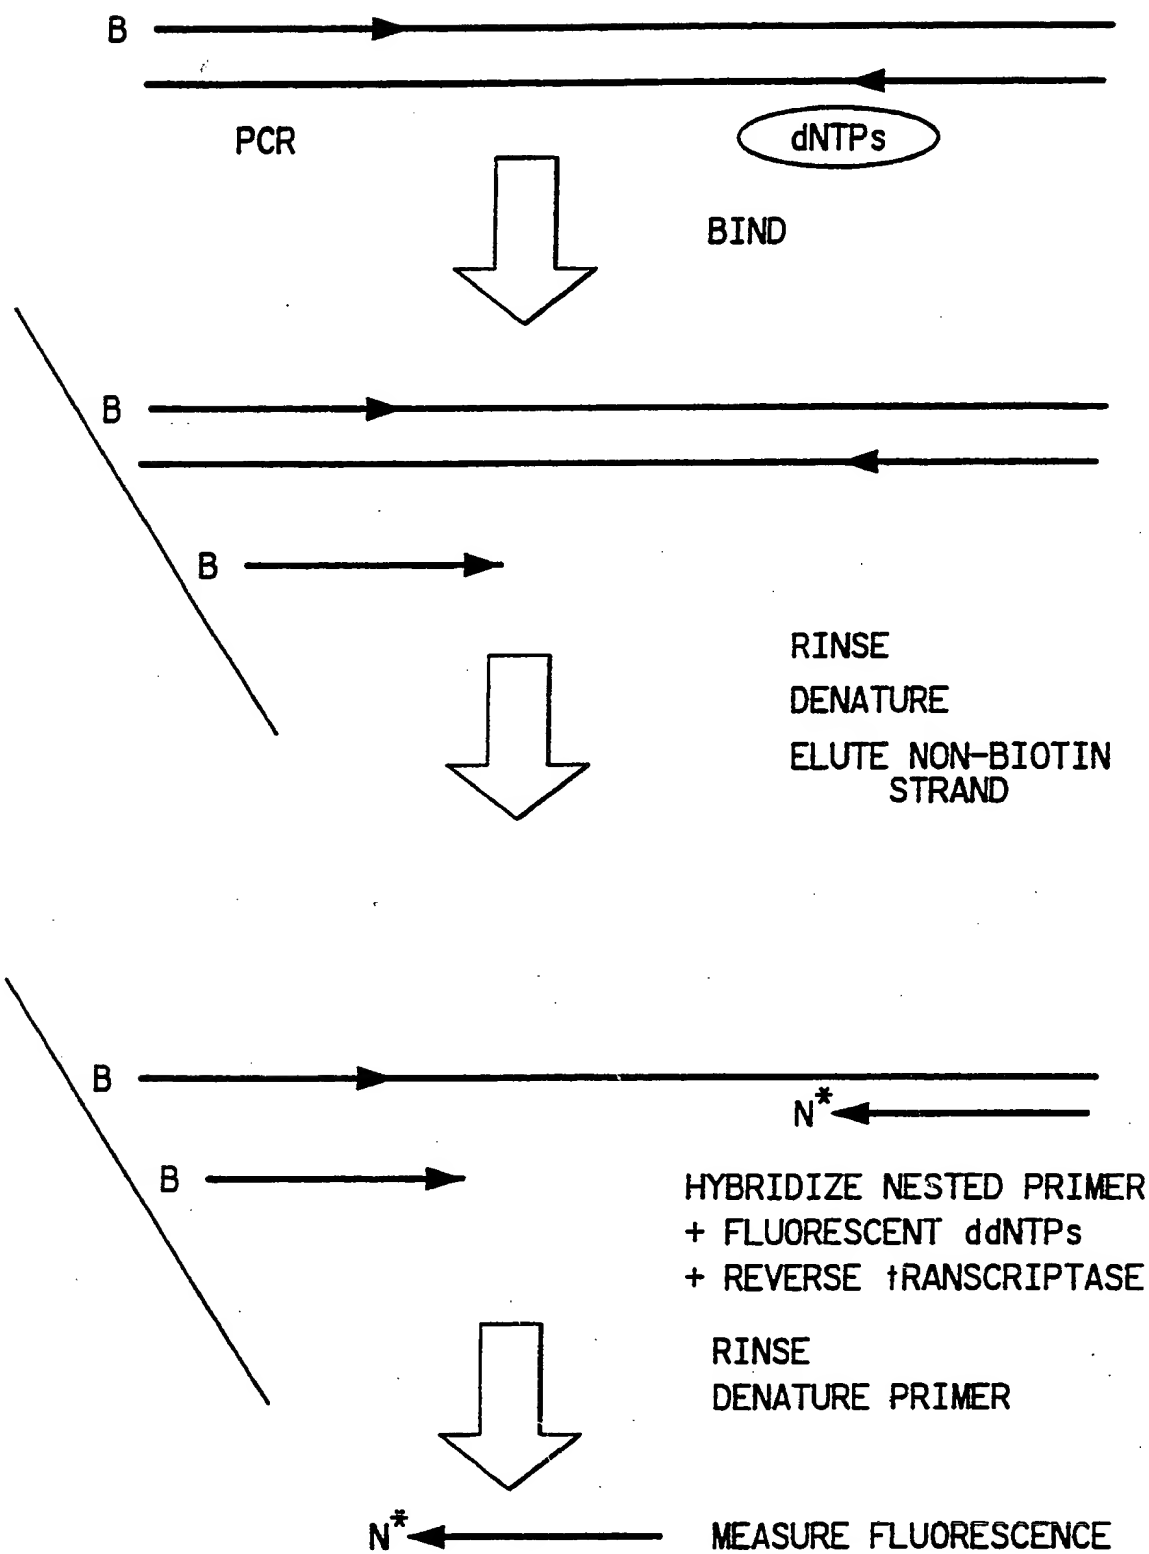 B
PCR
dNTPs
BIND
B
B
RINSE
DENATURE
ELUTE NON-BIOTIN
STRAND
B
N*
B
HYBRIDIZE NESTED PRIMER
+ FLUORESCENT ddNTPs
+ REVERSE tRANSCRIPTASE
RINSE
DENATURE PRIMER
N*
MEASURE FLUORESCENCE